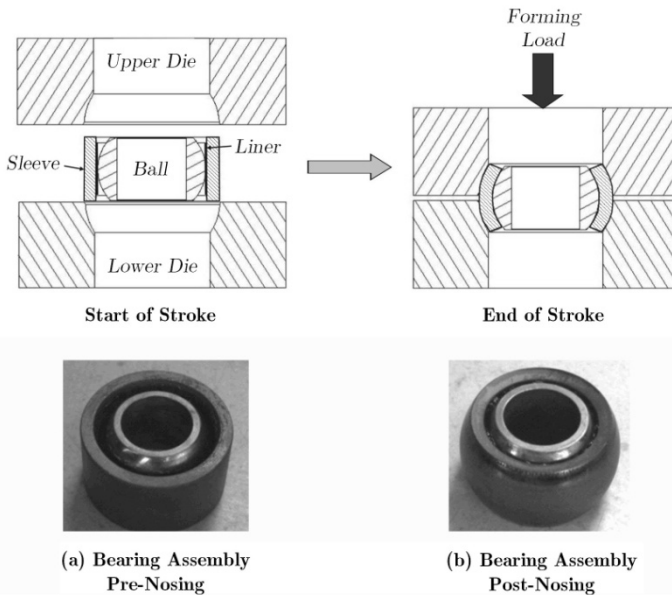 Forming
Load
Upper Die
Sleeve
Liner
Ball
Lower Die
Start of Stroke
End of Stroke
(a) Bearing Assembly
Pre-Nosing
(b) Bearing Assembly
Post-Nosing